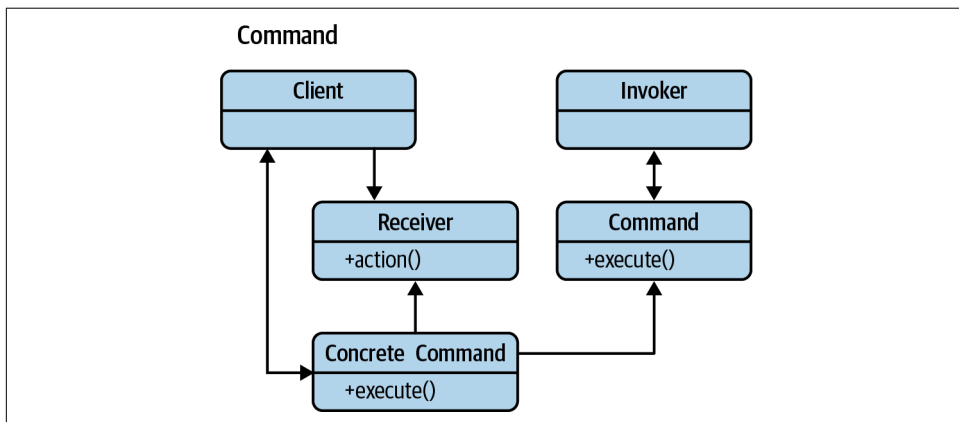 Command
Client
Invoker
Receiver
+action()
Command
+execute()
Concrete Command
+execute()